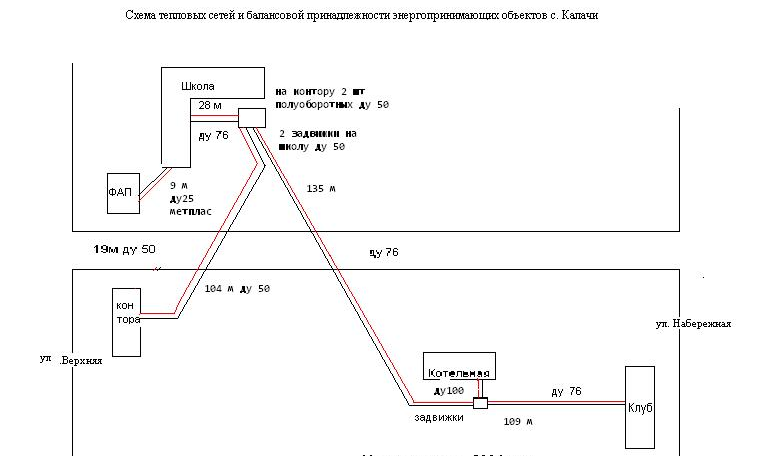 Схема тепловых сетей и балансовой принадлежности энергопринимающих объектов с. Калачи
Школа
на контору 2 шт
полуоборотных ду 50
28 м
ду 76
2 задвижки на
школу ду 50
ФАП
9 м
ду25
метплас
135 м
19м ду 50
ду 76
104 м ду 50
кон
тора
ул. Набережная
ул .Верхняя
Котельная
ду100
ду 76
задвижки
109 м
Клуб